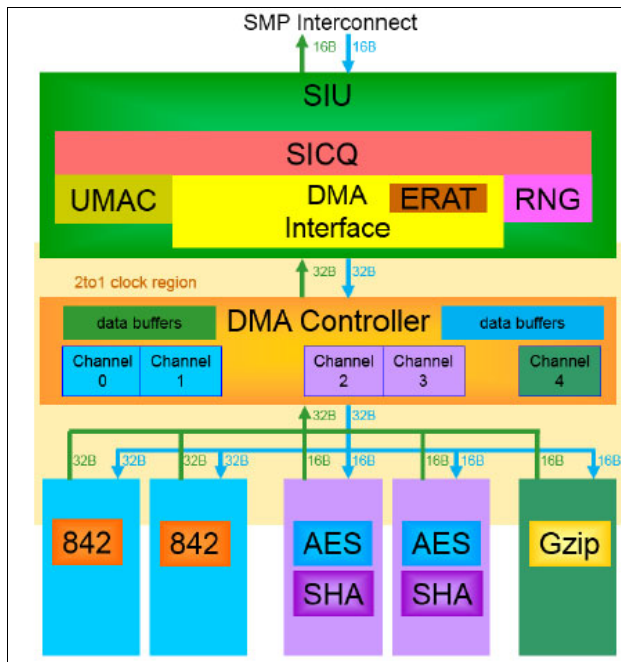 SMP Interconnect
16B 16B
SIU
SICQ
UMAC
DMA
Interface
ERAT
RNG
32B 32B
2to1 clock region
data buffers
DMA Controller
data buffers
Channel
0
Channel
1
Channel
2
Channel
3
Channel
4
32B 32B
32B 32B 32B 32B 16B 16B 16B 16B 16B 16B
842
842
AES
SHA
AES
SHA
Gzip